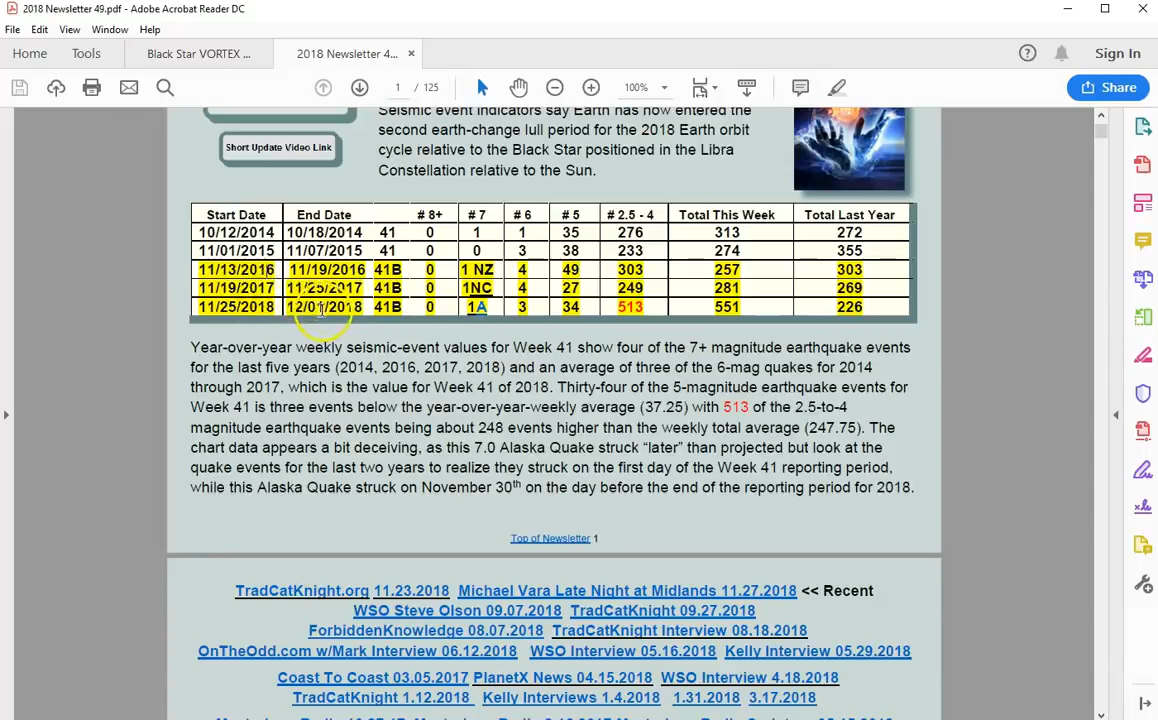 2018 Newsletter 49.pdf - Adobe Acrobat Reader DC
File Edit View Window Help
Home Tools Black Star VORTEX ... 2018 Newsletter 4... × Sign In
1 / 125 100% Share
Seismic event indicators say Earth has now entered the
second earth-change lull period for the 2018 Earth orbit
Short Update Video Link
cycle relative to the Black Star positioned in the Libra
Constellation relative to the Sun.
Start Date End Date # 8+ # 7 # 6 # 5 # 2.5 - 4 Total This Week Total Last Year
10/12/2014 10/18/2014 41 0 1 1 35 276 313 272
11/01/2015 11/07/2015 41 0 0 3 38 233 274 355
11/13/2016 11/19/2016 41B 0 1 NZ 4 49 303 257 303
11/19/2017 11/25/2017 41B 0 1NC 4 27 249 281 269
11/25/2018 12/01/2018 41B 0 1A 3 34 513 551 226
Year-over-year weekly seismic-event values for Week 41 show four of the 7+ magnitude earthquake events
for the last five years (2014, 2016, 2017, 2018) and an average of three of the 6-mag quakes for 2014
through 2017, which is the value for Week 41 of 2018. Thirty-four of the 5-magnitude earthquake events for
Week 41 is three events below the year-over-year-weekly average (37.25) with 513 of the 2.5-to-4
magnitude earthquake events being about 248 events higher than the weekly total average (247.75). The
chart data appears a bit deceiving, as this 7.0 Alaska Quake struck “later” than projected but look at the
quake events for the last two years to realize they struck on the first day of the Week 41 reporting period,
while this Alaska Quake struck on November 30th on the day before the end of the reporting period for 2018.
Top of Newsletter 1
TradCatKnight.org 11.23.2018 Michael Vara Late Night at Midlands 11.27.2018 << Recent
WSO Steve Olson 09.07.2018 TradCatKnight 09.27.2018
ForbiddenKnowledge 08.07.2018 TradCatKnight Interview 08.18.2018
OnTheOdd.com w/Mark Interview 06.12.2018 WSO Interview 05.16.2018 Kelly Interview 05.29.2018
Coast To Coast 03.05.2017 PlanetX News 04.15.2018 WSO Interview 4.18.2018
TradCatKnight 1.12.2018 Kelly Interviews 1.4.2018 1.31.2018 3.17.2018